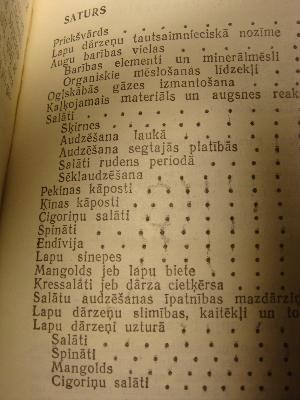 SATURS
Priekšvārds
Lapu dārzeņu tautsaimnieciskā nozīme
Augu barības vielas
Barības elementi un minerālmēsli
Organiskie mēslošanas līdzekļi
Ogļskābās gāzes izmantošana
Kaļķojamais materiāls un augsnes reak
Salāti
Šķirnes
Audzēšana laukā
Audzēšana segtajās platībās
Salāti rudens periodā
Sēklaudzēšana
Pekinas kāposti
Ķīnas kāposti
Cigoriņu salāti
Spināti
Endīvija
Lapu sinepes
Mangolds jeb lapu biete
Kressalāti jeb dārza cietķērsa
Salātu audzēšanas īpatnības mazdārziņ
Lapu dārzeņu slimības, kaitēkļi un to
Lapu dārzeņi uzturā
Salāti
Spināti
Mangolds
Cigoriņu salāti